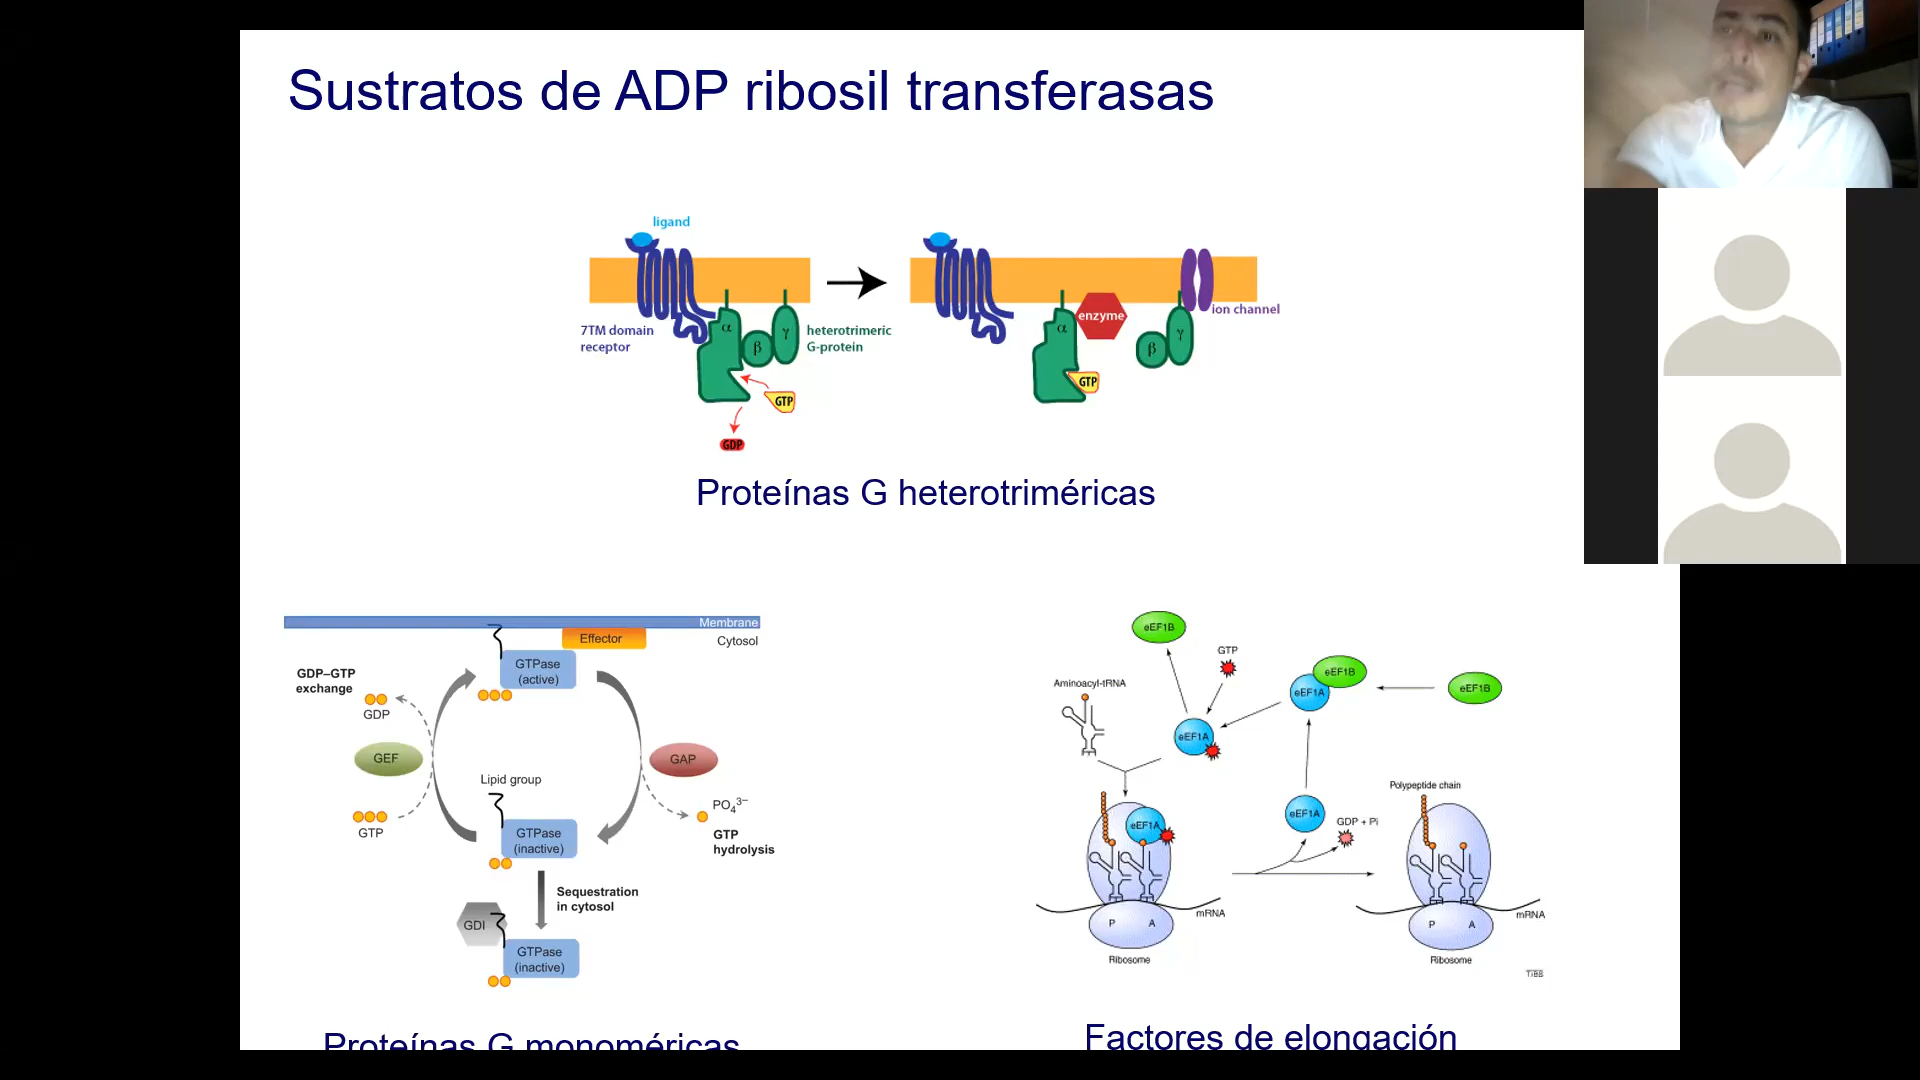 Sustratos de ADP ribosil transferasas
ligand
7TM domain
receptor
α
β
γ
heterotrimeric
G-protein
GTP
GDP
α
enzyme
GTP
β
γ
ion channel
Proteínas G heterotriméricas
Membrane
Cytosol
Effector
GTPase
(active)
GDP–GTP
exchange
GDP
GEF
GTP
GAP
Lipid group
PO₄³⁻
GTP
hydrolysis
GTPase
(inactive)
Sequestration
in cytosol
GDI
GTPase
(inactive)
Proteínas G monoméricas
eEF1B
GTP
Aminoacyl-tRNA
eEF1A
eEF1A
eEF1B
eEF1B
eEF1A
P A
mRNA
Ribosome
eEF1A
GDP + Pi
Polypeptide chain
P A
mRNA
Ribosome
TiBS
Factores de elongación